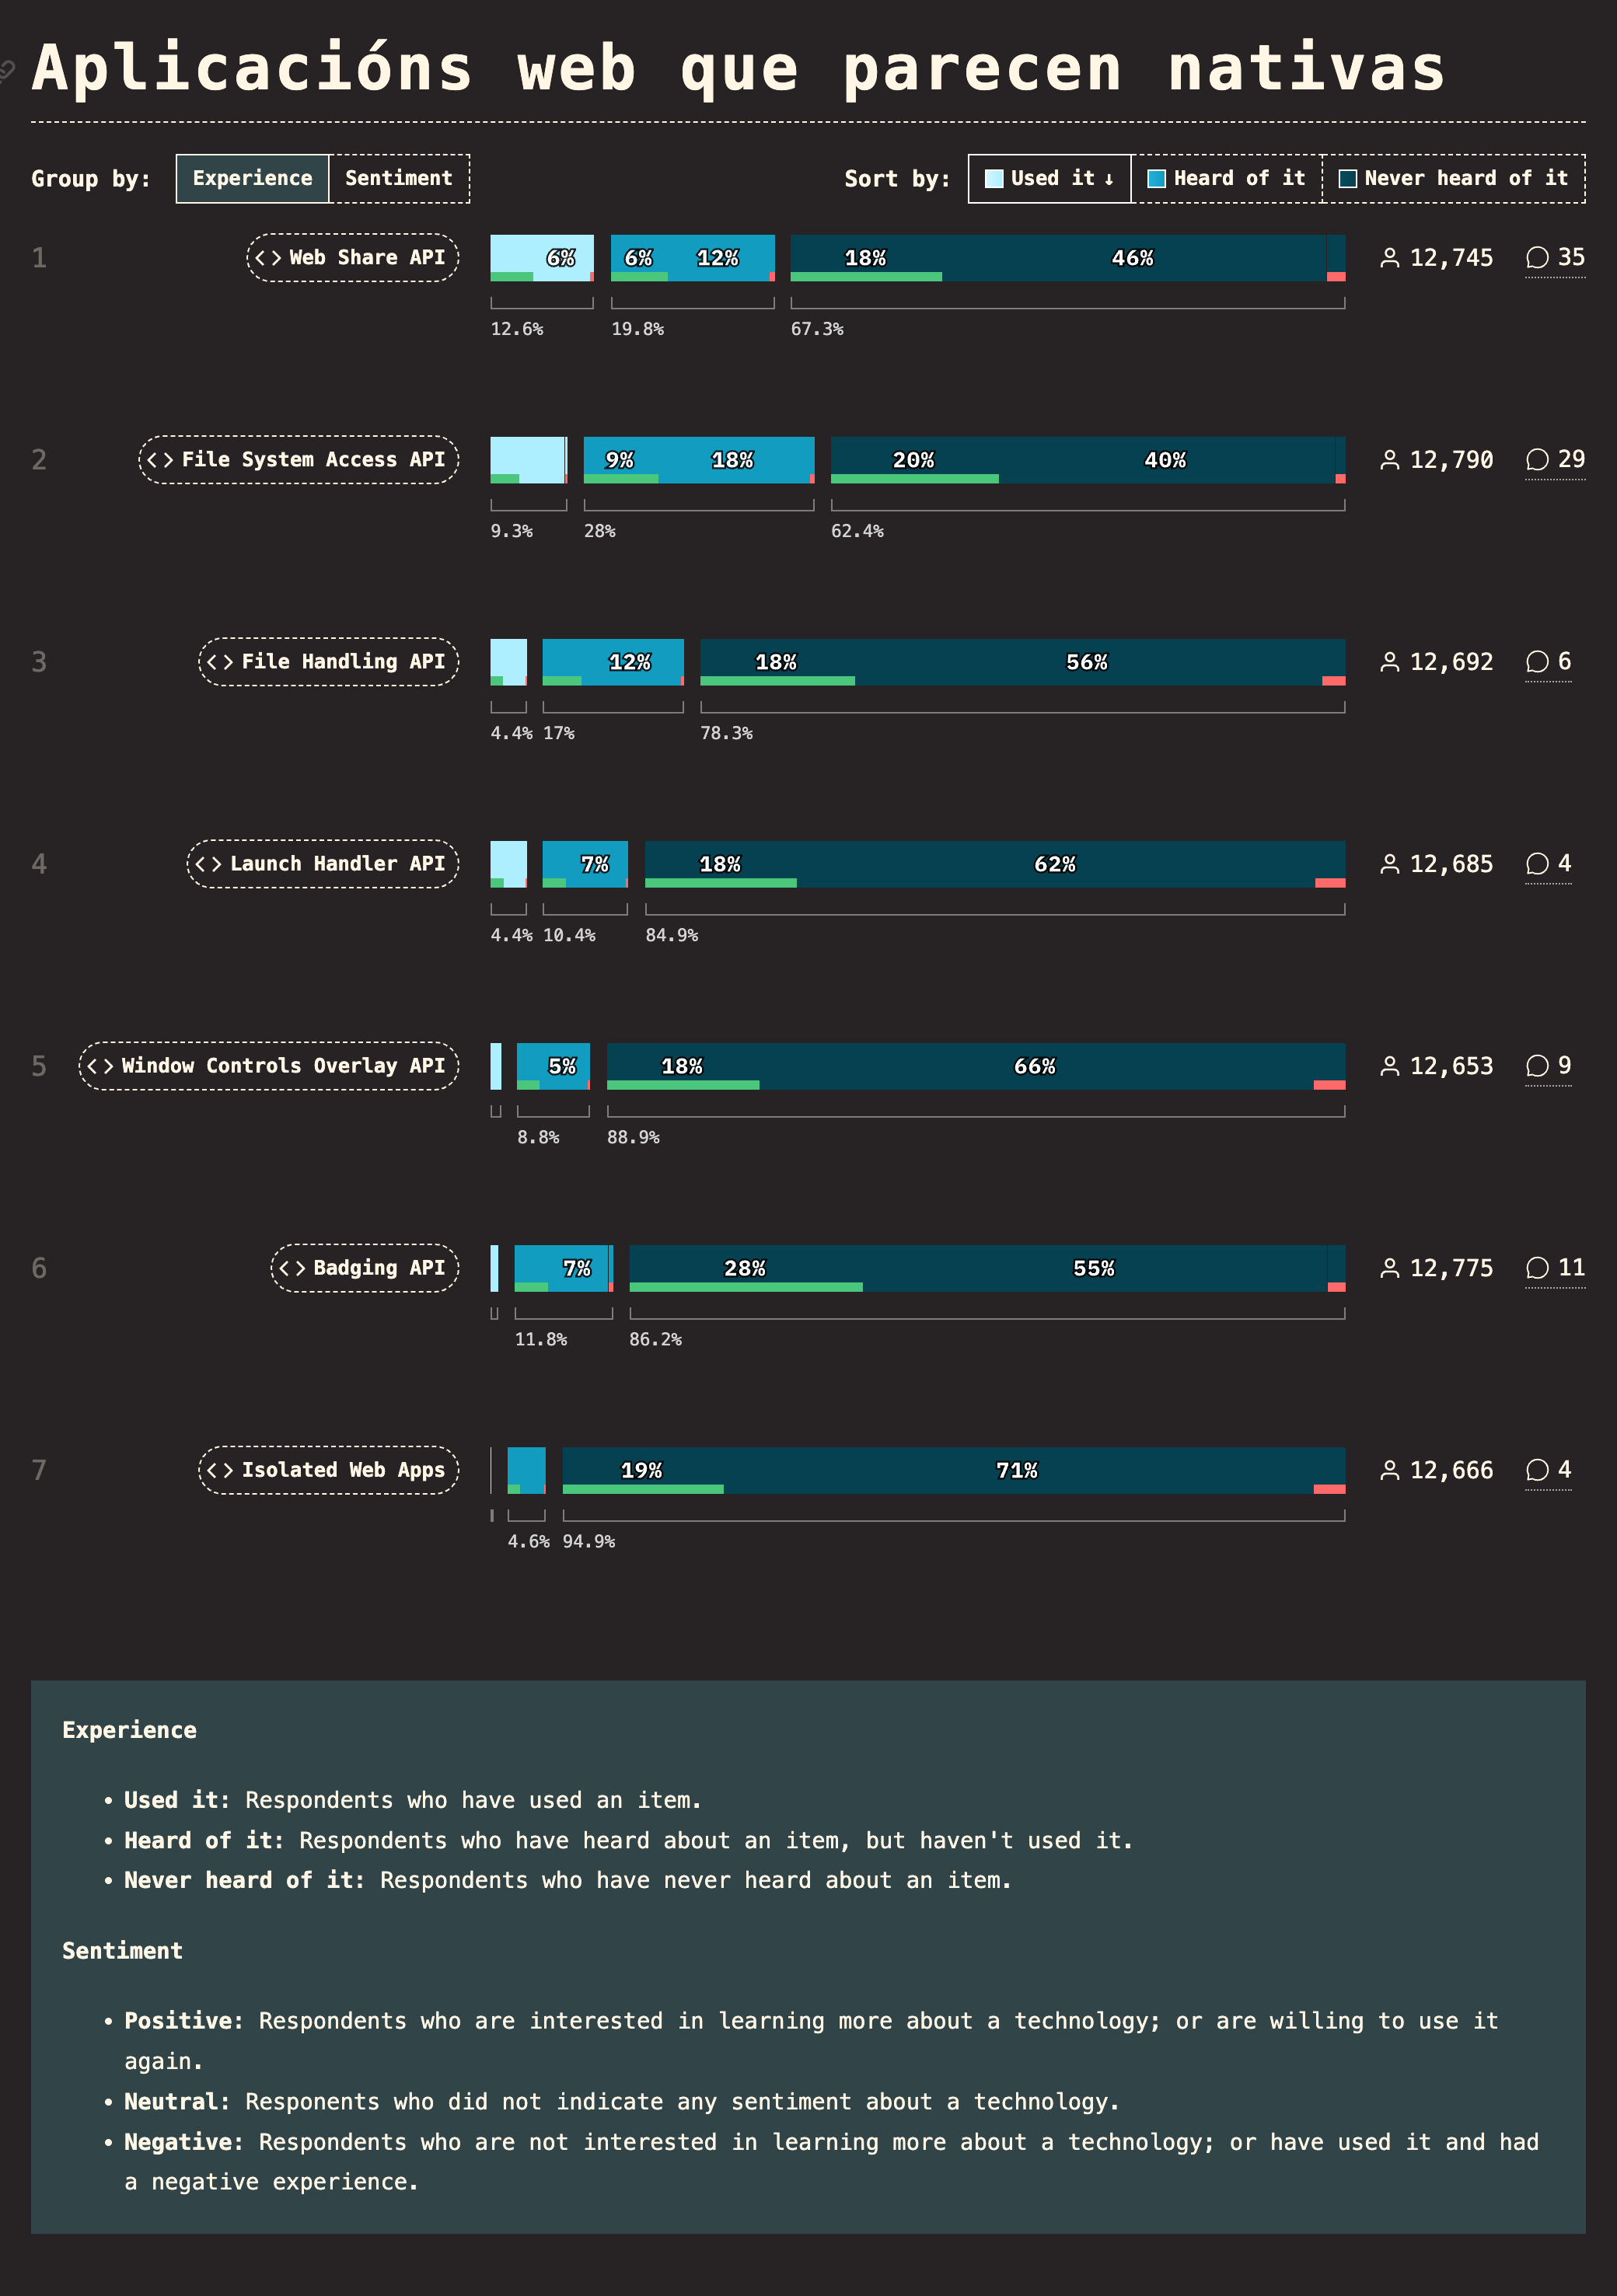 Aplicacións web que parecen nativas
Group by: Experience Sentiment Sort by: Used it ↓ Heard of it Never heard of it
1 <> Web Share API 6% 6% 12% 18% 46% 12,745 35
12.6% 19.8% 67.3%
2 <> File System Access API 9% 18% 20% 40% 12,790 29
9.3% 28% 62.4%
3 <> File Handling API 12% 18% 56% 12,692 6
4.4% 17% 78.3%
4 <> Launch Handler API 7% 18% 62% 12,685 4
4.4% 10.4% 84.9%
5 <> Window Controls Overlay API 5% 18% 66% 12,653 9
8.8% 88.9%
6 <> Badging API 7% 28% 55% 12,775 11
11.8% 86.2%
7 <> Isolated Web Apps 19% 71% 12,666 4
4.6% 94.9%
Experience
• Used it: Respondents who have used an item.
• Heard of it: Respondents who have heard about an item, but haven't used it.
• Never heard of it: Respondents who have never heard about an item.
Sentiment
• Positive: Respondents who are interested in learning more about a technology; or are willing to use it
again.
• Neutral: Responents who did not indicate any sentiment about a technology.
• Negative: Respondents who are not interested in learning more about a technology; or have used it and had
a negative experience.